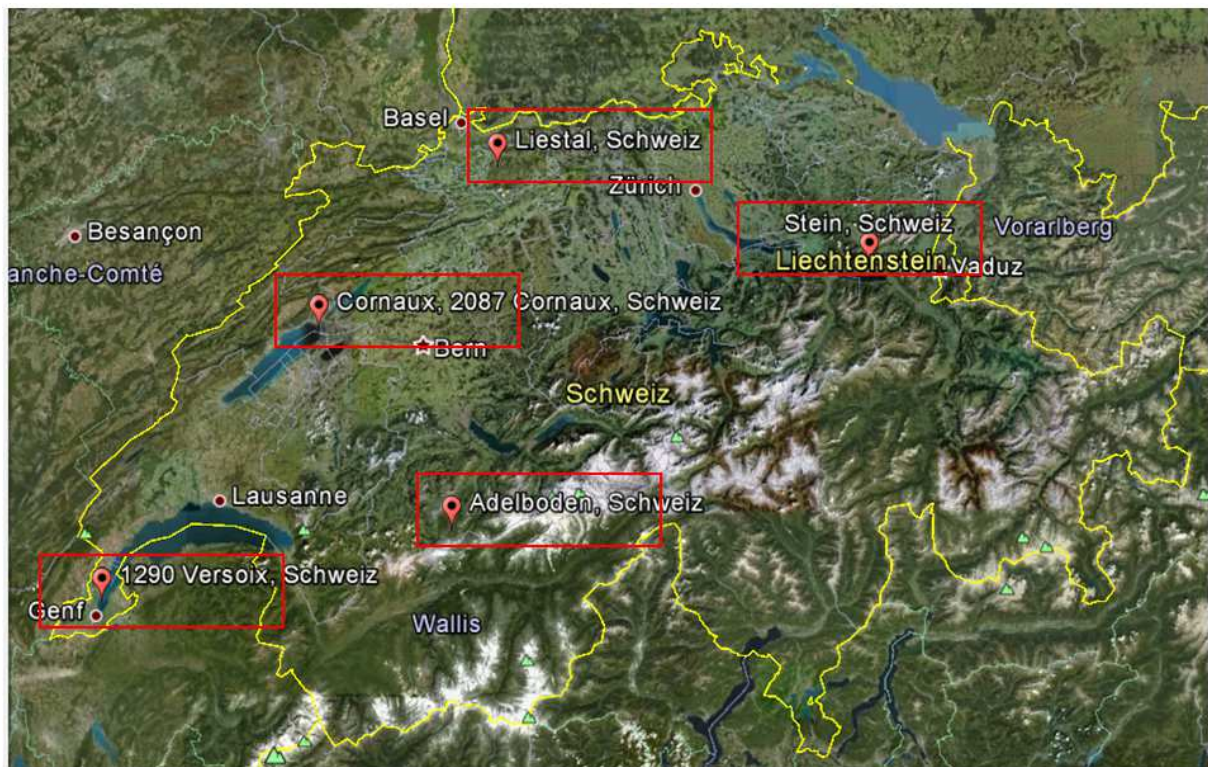 Basel
Liestal, Schweiz
Zürich
Stein, Schweiz
Besançon
Vorarlberg
anche-Comté
Liechtenstein
Vaduz
Cornaux, 2087 Cornaux, Schweiz
Bern
Schweiz
Lausanne
Adelboden, Schweiz
1290 Versoix, Schweiz
Genf
Wallis